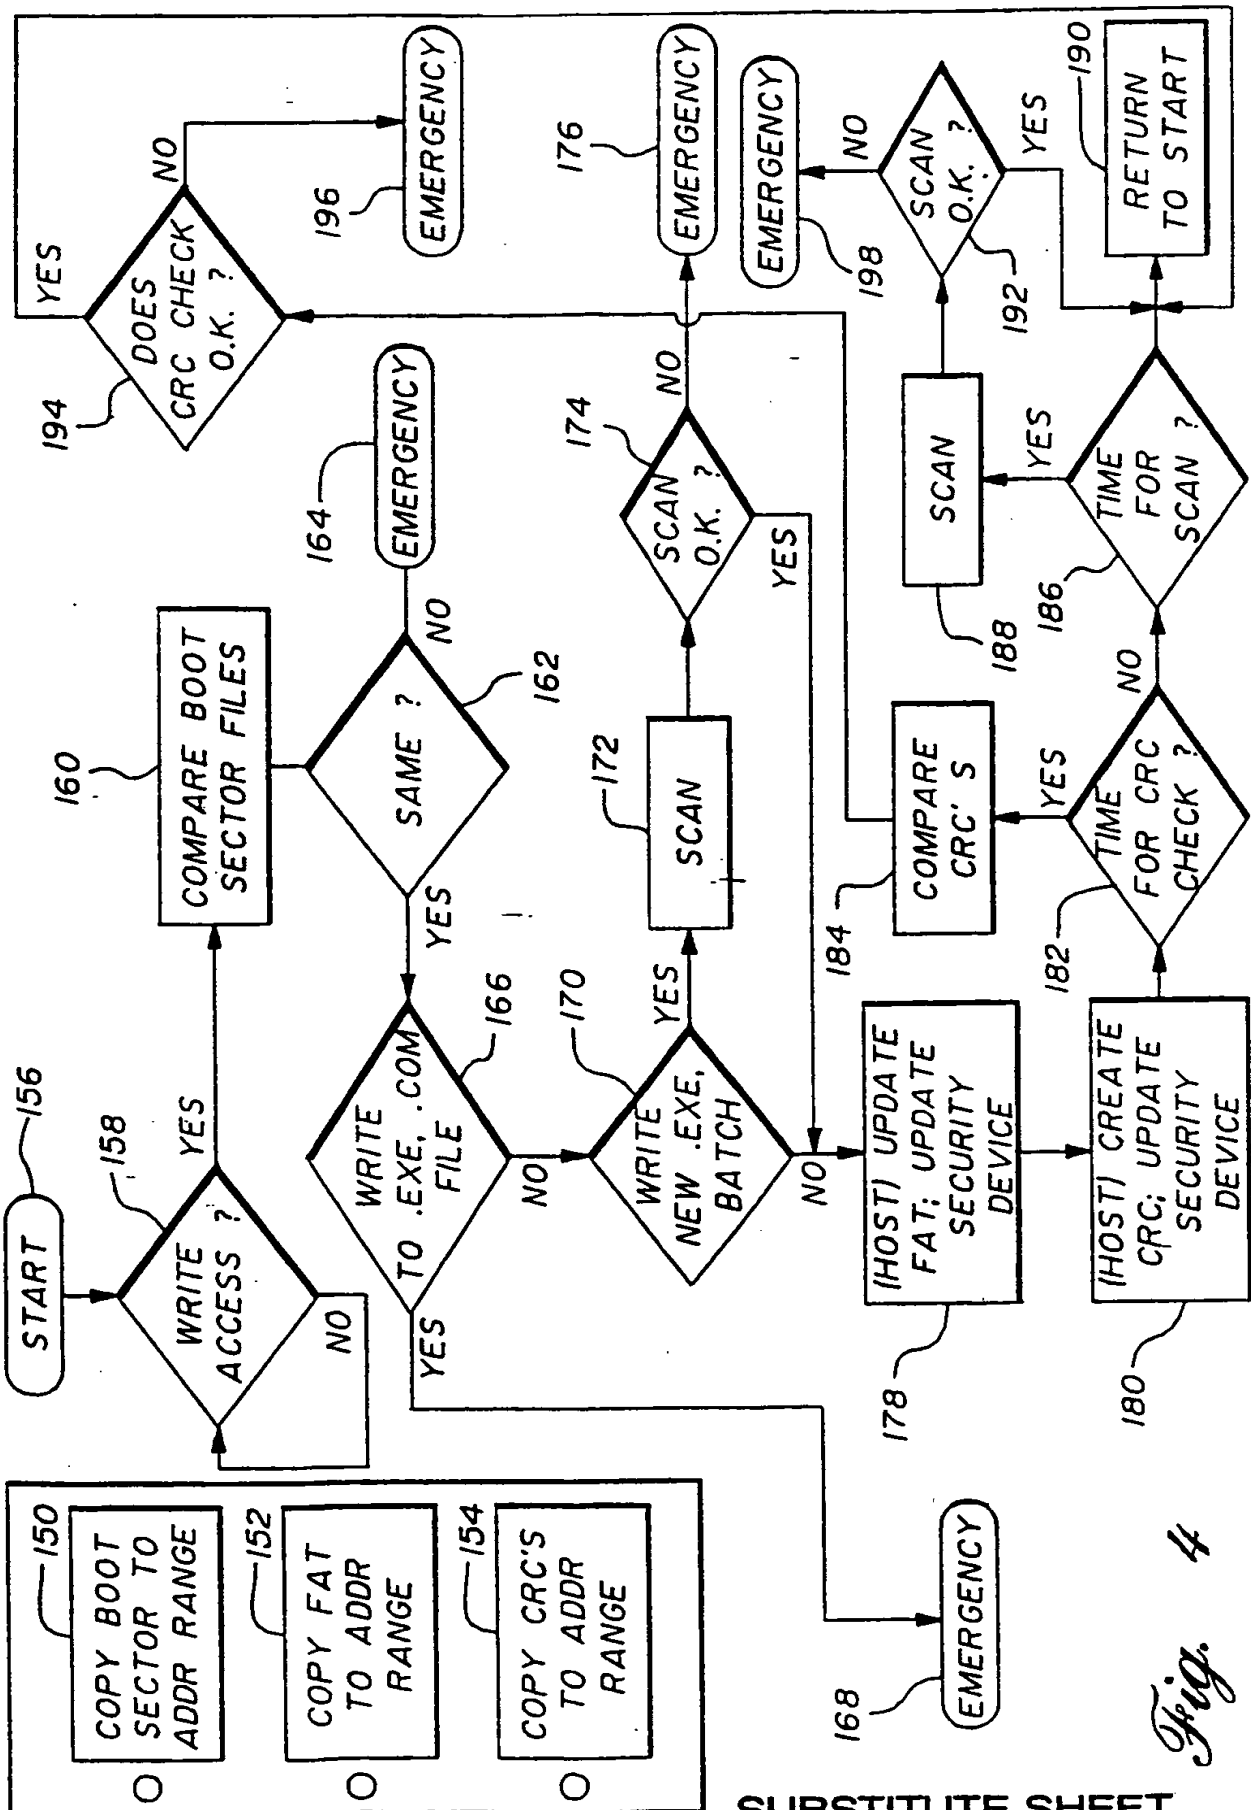 COPY BOOT
SECTOR TO
ADDR RANGE
150
COPY FAT
TO ADDR
RANGE
152
COPY CRC'S
TO ADDR
RANGE
154
START
156
WRITE
ACCESS ?
158
YES
NO
160
COMPARE BOOT
SECTOR FILES
SAME ?
162
NO
YES
164
EMERGENCY
WRITE
TO .EXE, .COM
FILE
166
YES
NO
168
EMERGENCY
170
WRITE
NEW .EXE,
BATCH
YES
NO
172
SCAN
174
SCAN
O.K. ?
NO
YES
176
EMERGENCY
178
(HOST) UPDATE
FAT; UPDATE
SECURITY
DEVICE
180
(HOST) CREATE
CRC; UPDATE
SECURITY
DEVICE
182
TIME
FOR CRC
CHECK ?
YES
NO
184
COMPARE
CRC' S
186
TIME
FOR
SCAN ?
YES
188
SCAN
190
RETURN
TO START
192
SCAN
O.K. ?
NO
YES
198
EMERGENCY
194
DOES
CRC CHECK
O.K. ?
YES
NO
196
EMERGENCY
Fig. 4
SUBSTITUTE SHEET